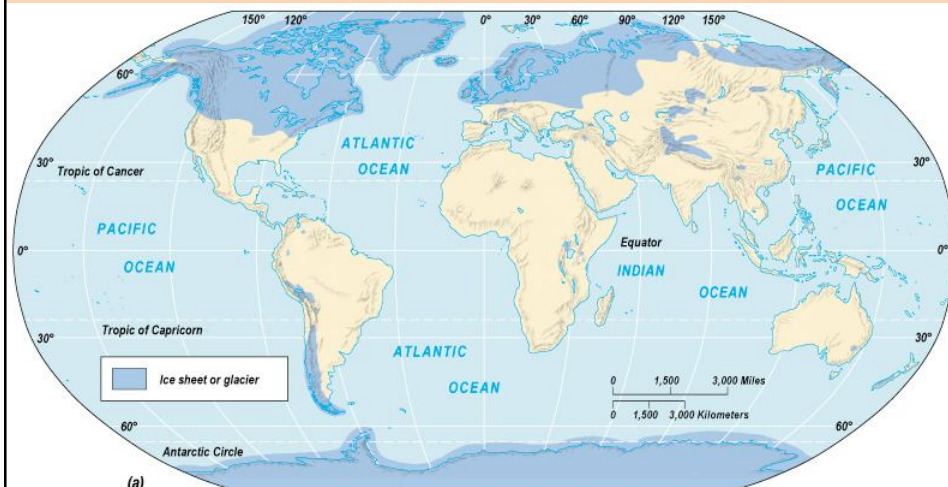 150° 120° 0° 30° 60° 90° 120° 150°
60°
ATLANTIC
OCEAN
30°
30°
Tropic of Cancer
PACIFIC
OCEAN
PACIFIC
OCEAN
0°
Equator
0°
INDIAN
OCEAN
Tropic of Capricorn
30°
30°
ATLANTIC
OCEAN
Ice sheet or glacier
0 1,500 3,000 Miles
0 1,500 3,000 Kilometers
60°
60°
Antarctic Circle
(a)